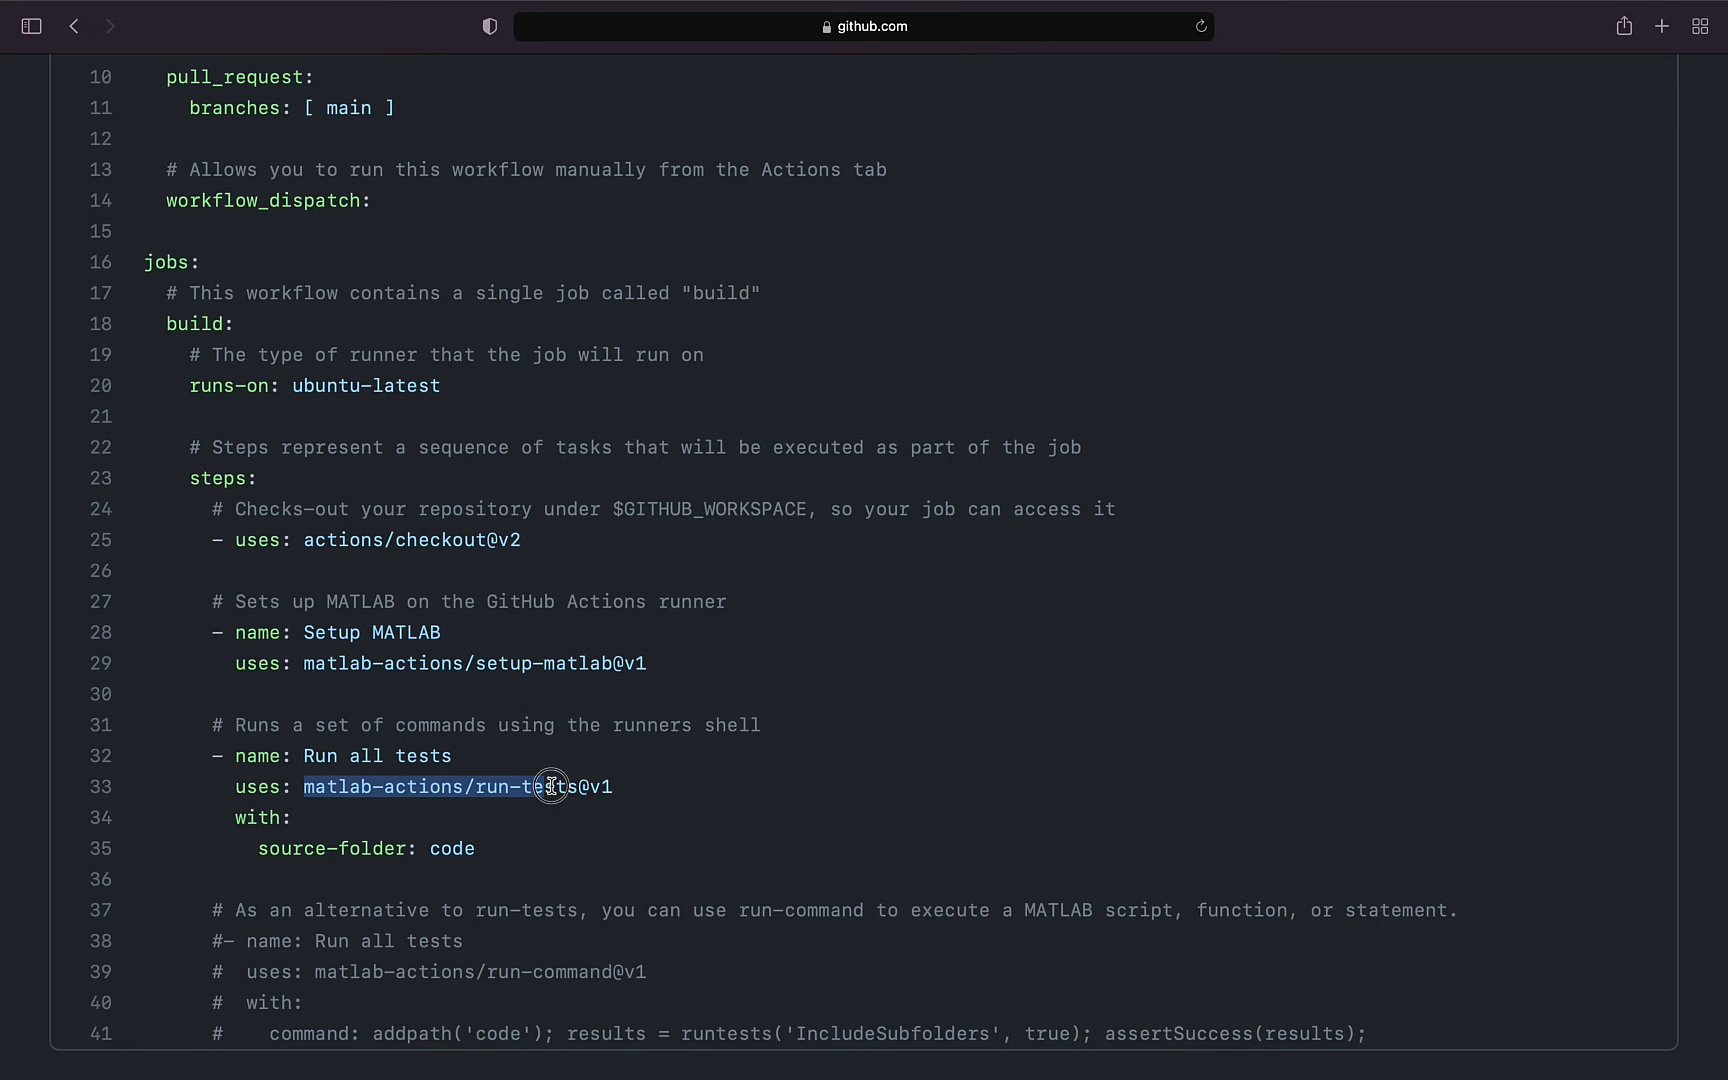 github.com
10 pull_request:
11 branches: [ main ]
12
13 # Allows you to run this workflow manually from the Actions tab
14 workflow_dispatch:
15
16 jobs:
17 # This workflow contains a single job called "build"
18 build:
19 # The type of runner that the job will run on
20 runs-on: ubuntu-latest
21
22 # Steps represent a sequence of tasks that will be executed as part of the job
23 steps:
24 # Checks-out your repository under $GITHUB_WORKSPACE, so your job can access it
25 - uses: actions/checkout@v2
26
27 # Sets up MATLAB on the GitHub Actions runner
28 - name: Setup MATLAB
29 uses: matlab-actions/setup-matlab@v1
30
31 # Runs a set of commands using the runners shell
32 - name: Run all tests
33 uses: matlab-actions/run-tests@v1
34 with:
35 source-folder: code
36
37 # As an alternative to run-tests, you can use run-command to execute a MATLAB script, function, or statement.
38 #- name: Run all tests
39 # uses: matlab-actions/run-command@v1
40 # with:
41 # command: addpath('code'); results = runtests('IncludeSubfolders', true); assertSuccess(results);